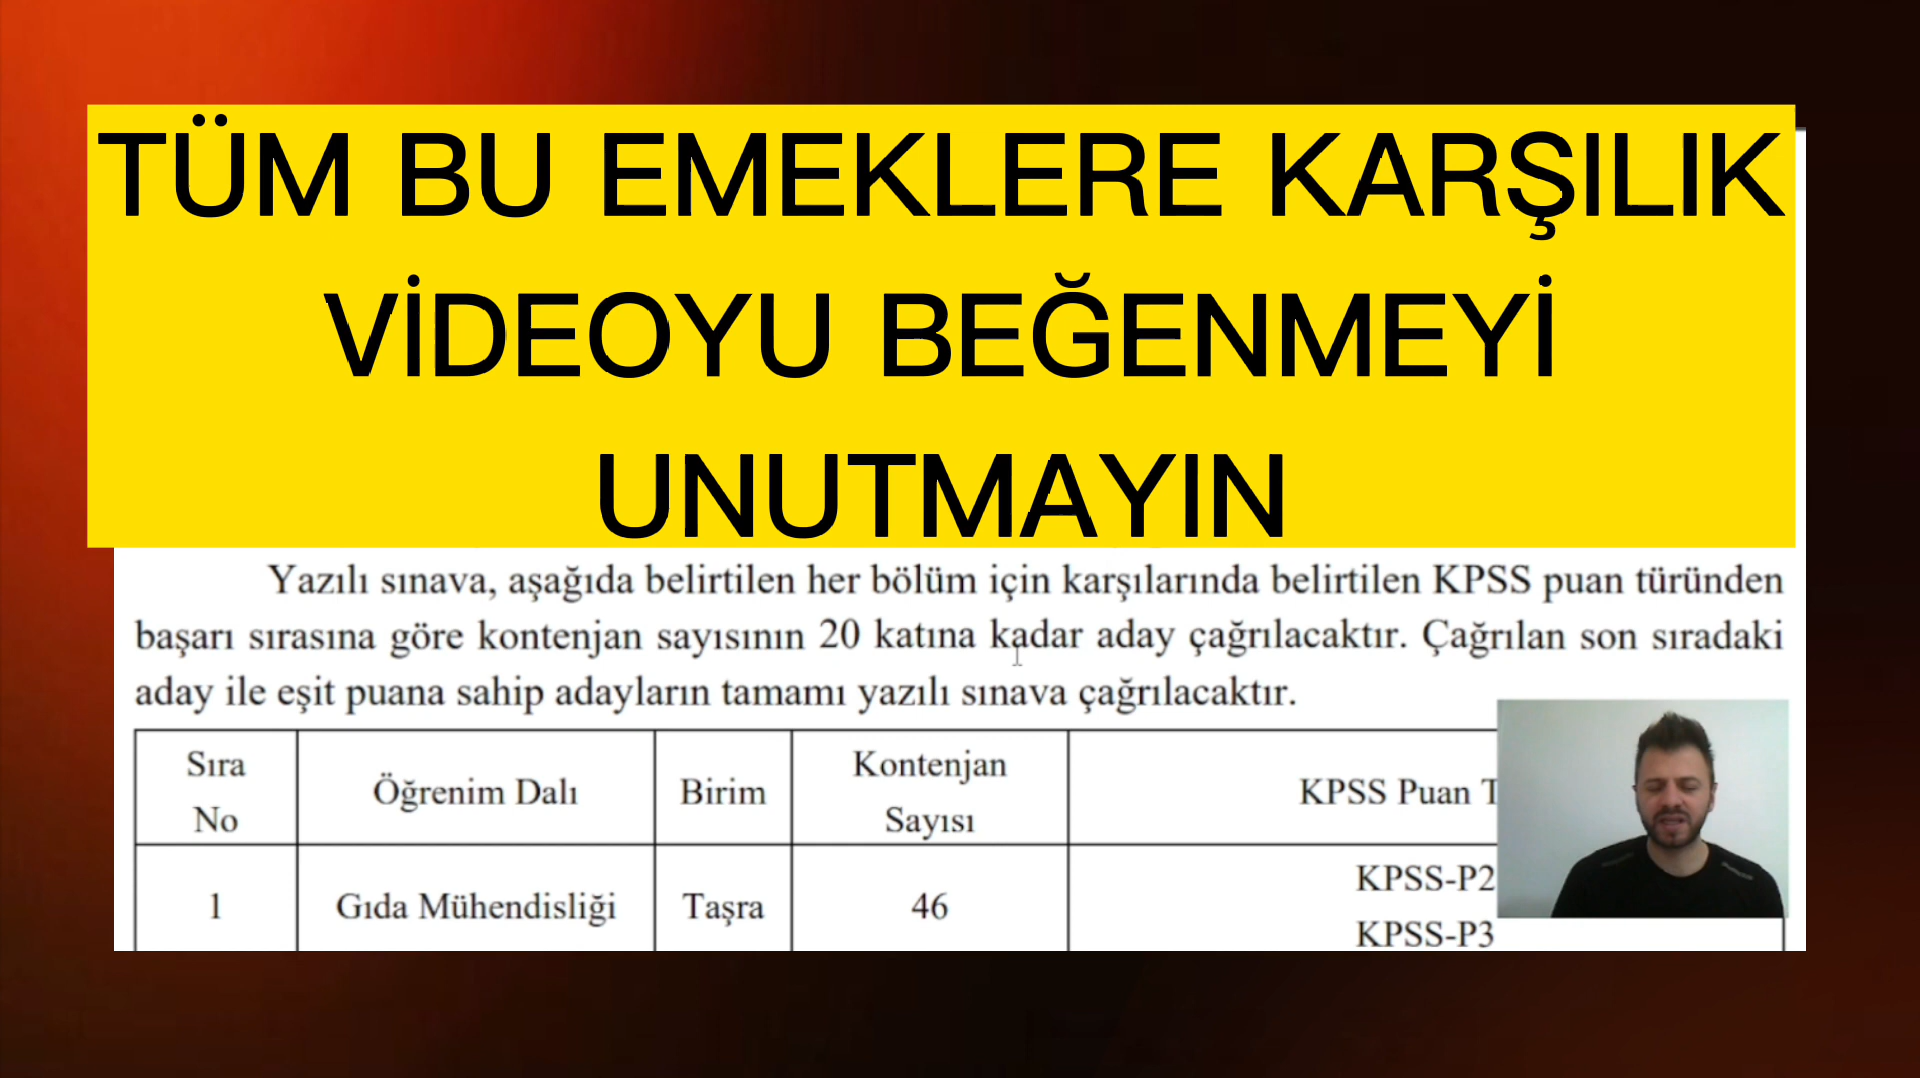 TÜM BU EMEKLERE KARŞILIK
VİDEOYU BEĞENMEYİ
UNUTMAYIN
Yazılı sınava, aşağıda belirtilen her bölüm için karşılarında belirtilen KPSS puan türünden
başarı sırasına göre kontenjan sayısının 20 katına kadar aday çağrılacaktır. Çağrılan son sıradaki
aday ile eşit puana sahip adayların tamamı yazılı sınava çağrılacaktır.
Sıra No
Öğrenim Dalı
Birim
Kontenjan Sayısı
KPSS Puan T
1
Gıda Mühendisliği
Taşra
46
KPSS-P2
KPSS-P3